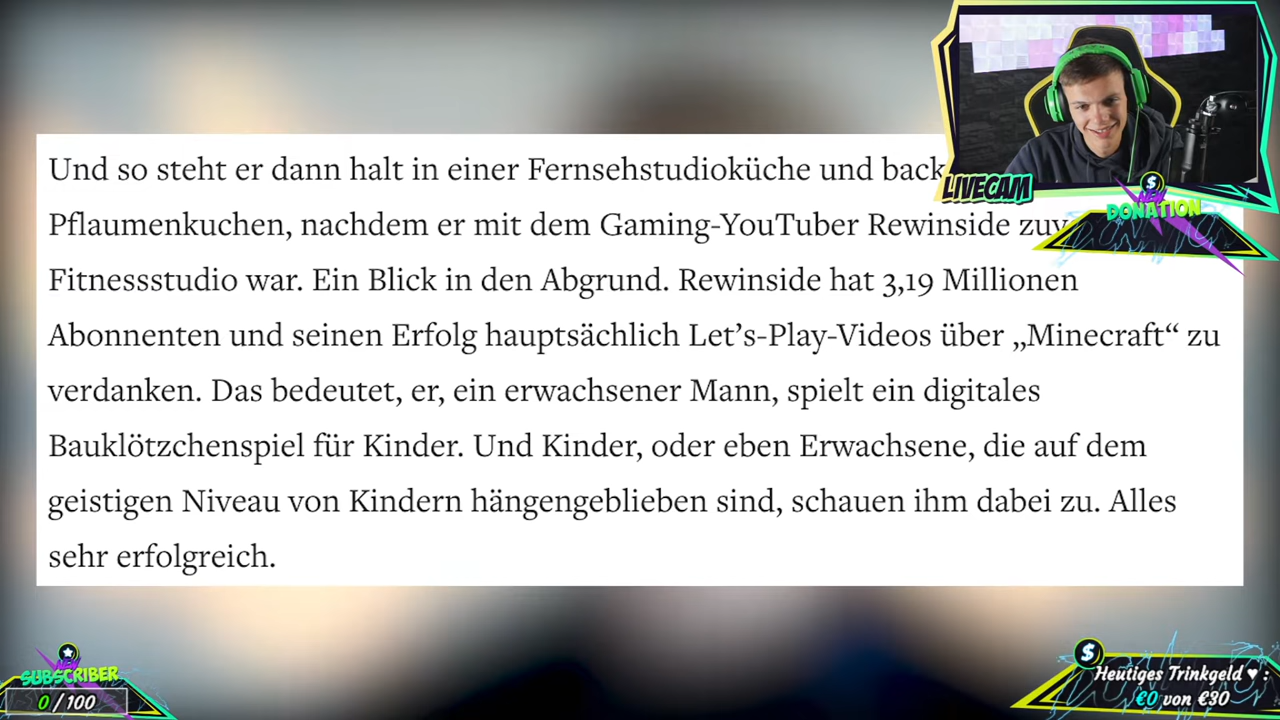 Und so steht er dann halt in einer Fernsehstudioküche und back
Pflaumenkuchen, nachdem er mit dem Gaming-YouTuber Rewinside zuv
Fitnessstudio war. Ein Blick in den Abgrund. Rewinside hat 3,19 Millionen
Abonnenten und seinen Erfolg hauptsächlich Let’s-Play-Videos über „Minecraft“ zu
verdanken. Das bedeutet, er, ein erwachsener Mann, spielt ein digitales
Bauklötzchenspiel für Kinder. Und Kinder, oder eben Erwachsene, die auf dem
geistigen Niveau von Kindern hängengeblieben sind, schauen ihm dabei zu. Alles
sehr erfolgreich.
LIVECAM
$
NEW
DONATION
NEW
SUBSCRIBER
0 / 100
$
Heutiges Trinkgeld ♥ :
€0 von €30